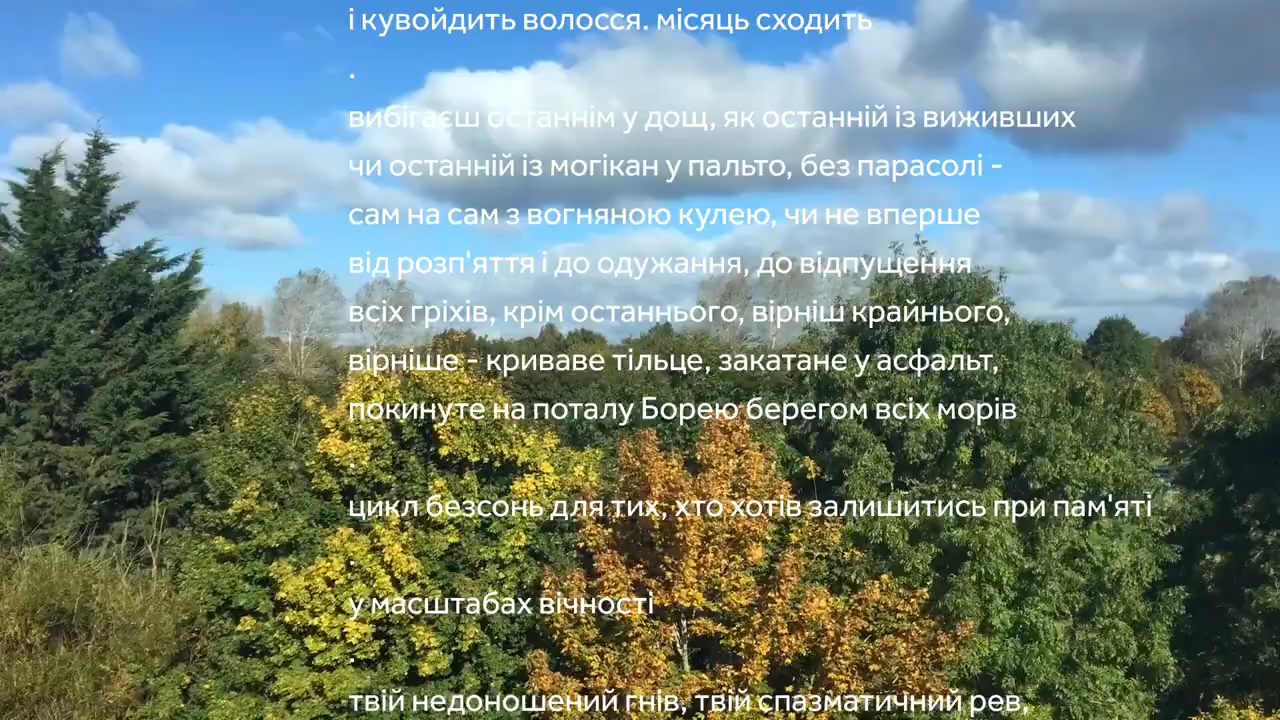 і кувойдить волосся. місяць сходить
.
вибігаєш останнім у дощ, як останній із виживших
чи останній із могікан у пальто, без парасолі -
сам на сам з вогняною кулею, чи не вперше
від розп'яття і до одужання, до відпущення
всіх гріхів, крім останнього, вірніш крайнього,
вірніше - криваве тільце, закатане у асфальт,
покинуте на поталу Борею берегом всіх морів
.
цикл безсонь для тих, хто хотів залишитись при пам'яті
.
у масштабах вічності
.
твій недоношений гнів, твій спазматичний рев,